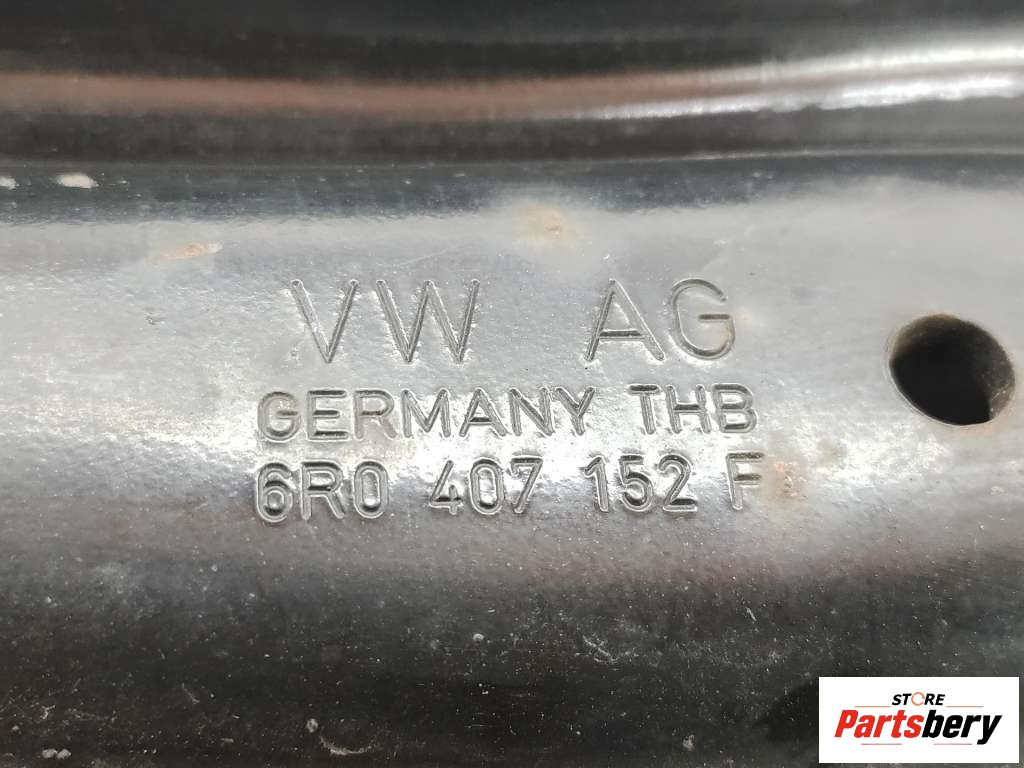 VW AG
GERMANY THB
6R0 407 152 F
STORE
Partsbery